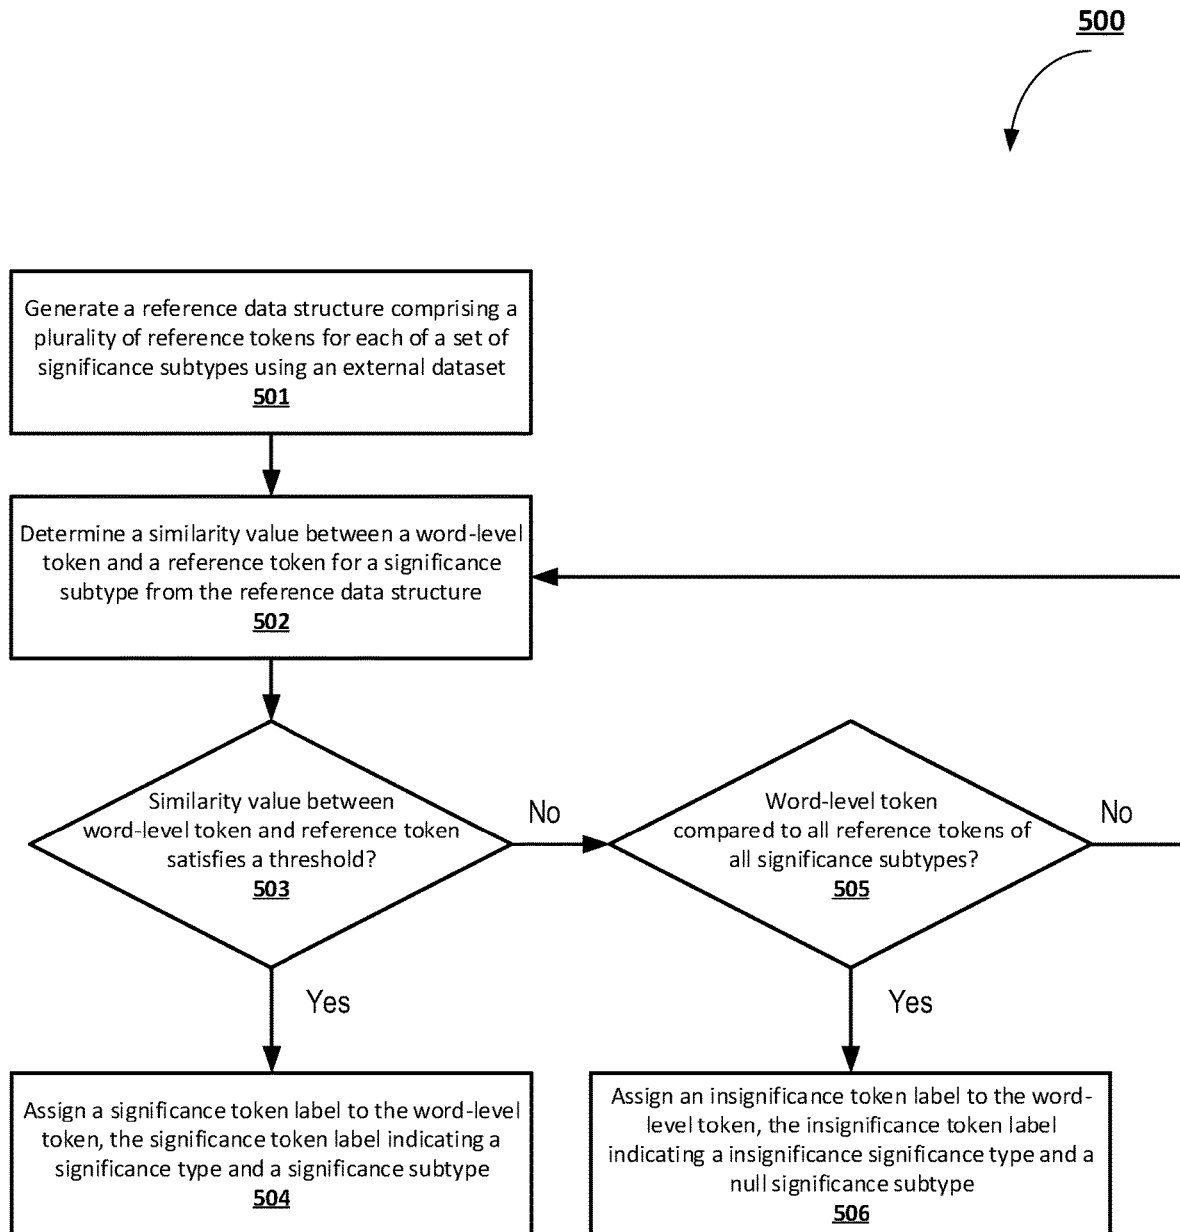 500
Generate a reference data structure comprising a
plurality of reference tokens for each of a set of
significance subtypes using an external dataset
501
Determine a similarity value between a word-level
token and a reference token for a significance
subtype from the reference data structure
502
Similarity value between
word-level token and reference token
satisfies a threshold?
503
No
Word-level token
compared to all reference tokens of
all significance subtypes?
505
No
Yes
Yes
Assign a significance token label to the word-level
token, the significance token label indicating a
significance type and a significance subtype
504
Assign an insignificance token label to the word-
level token, the insignificance token label
indicating a insignificance significance type and a
null significance subtype
506